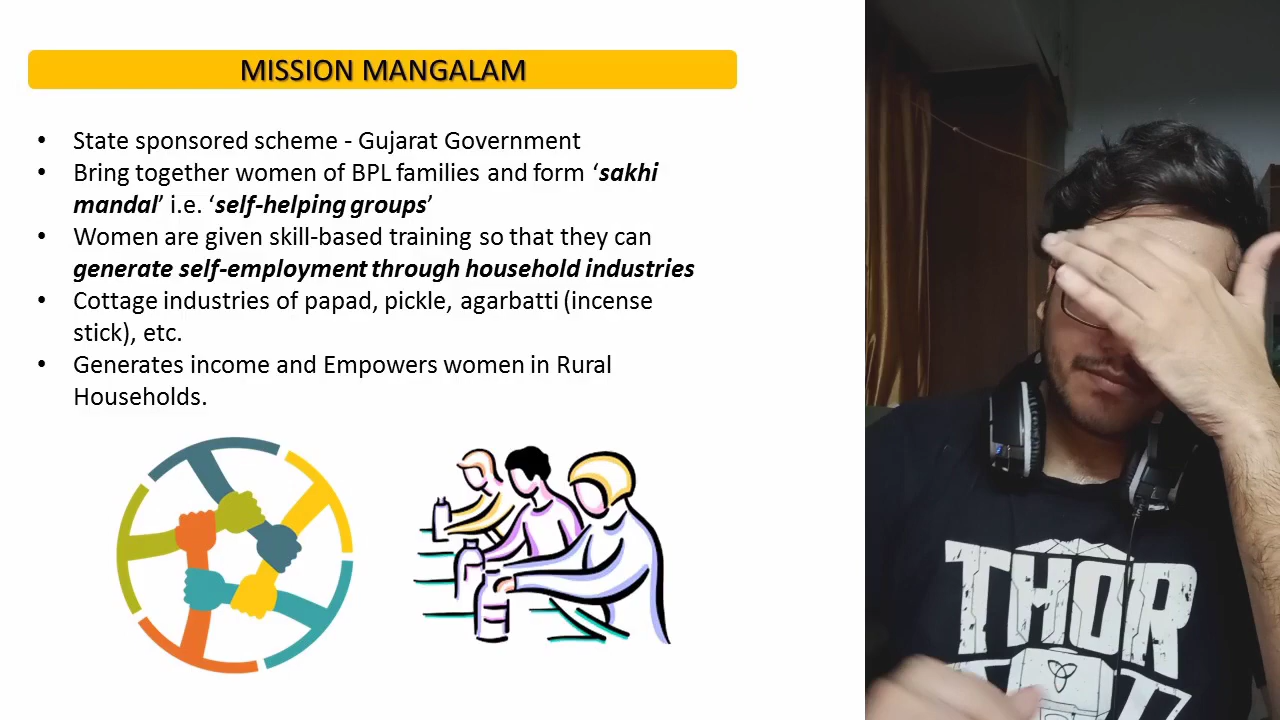 MISSION MANGALAM
• State sponsored scheme - Gujarat Government
• Bring together women of BPL families and form ‘sakhi
mandal’ i.e. ‘self-helping groups’
• Women are given skill-based training so that they can
generate self-employment through household industries
• Cottage industries of papad, pickle, agarbatti (incense
stick), etc.
• Generates income and Empowers women in Rural
Households.
THOR